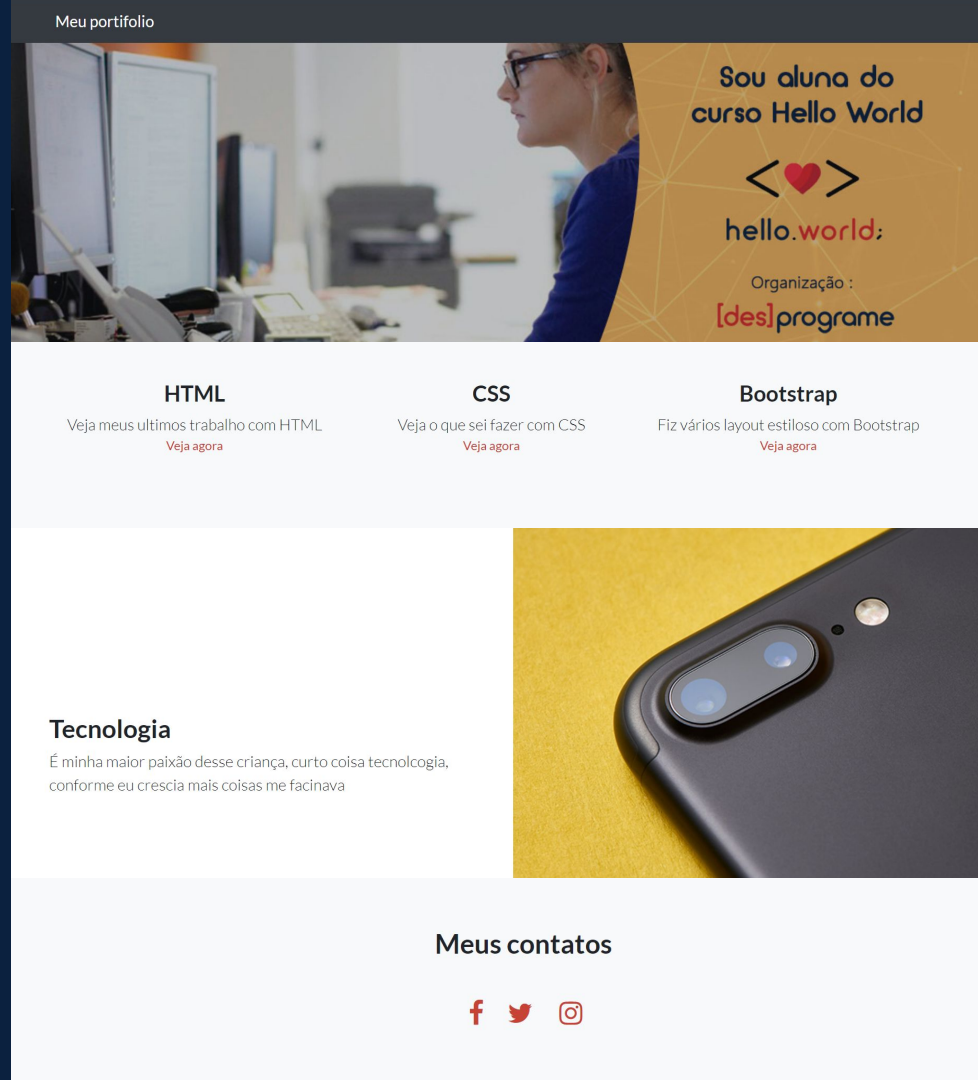 Meu portifolio
Sou aluna do
curso Hello World
hello.world;
Organização :
[des]programe
HTML
Veja meus ultimos trabalho com HTML
Veja agora
CSS
Veja o que sei fazer com CSS
Veja agora
Bootstrap
Fiz vários layout estiloso com Bootstrap
Veja agora
Tecnologia
É minha maior paixão desse criança, curto coisa tecnolcogia,
conforme eu crescia mais coisas me facinava
Meus contatos